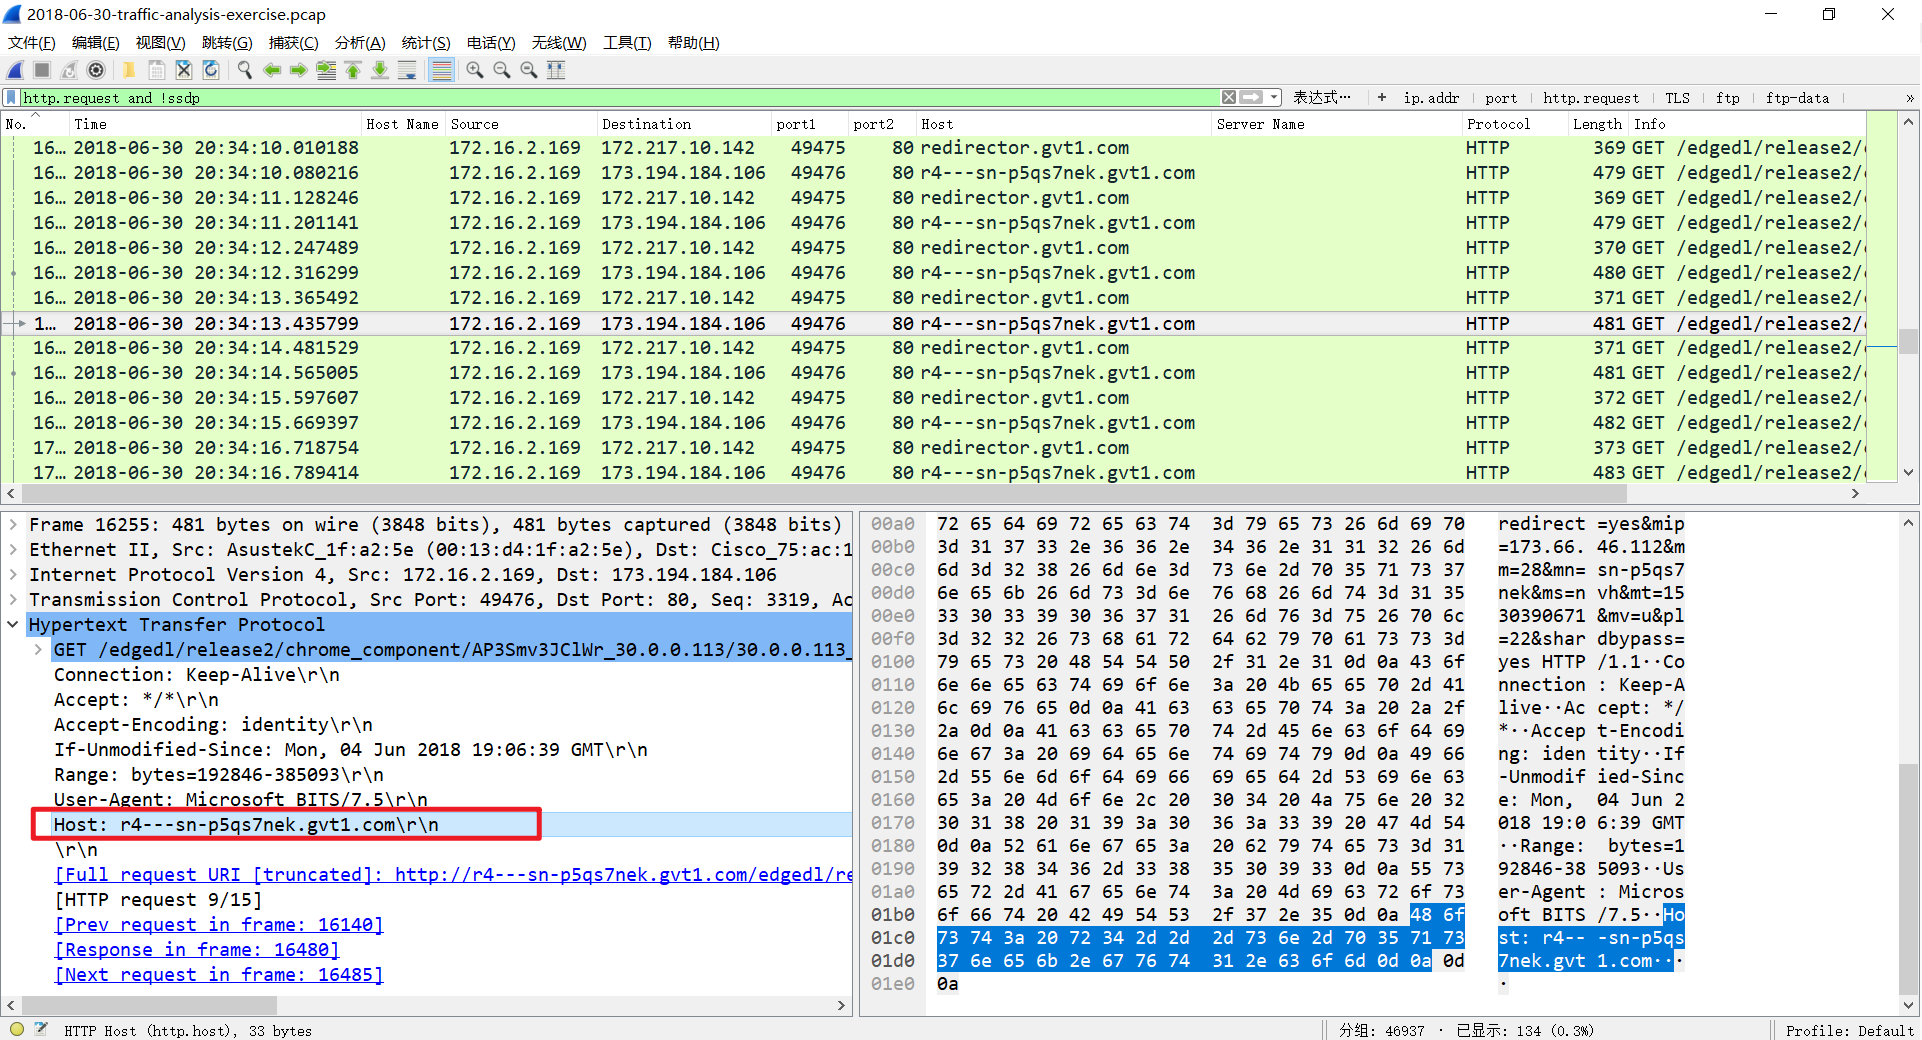 2018-06-30-traffic-analysis-exercise.pcap
文件(F) 编辑(E) 视图(V) 跳转(G) 捕获(C) 分析(A) 统计(S) 电话(Y) 无线(W) 工具(T) 帮助(H)
http.request and !ssdp 表达式… + ip.addr port http.request TLS ftp ftp-data »
No. Time Host Name Source Destination port1 port2 Host Server Name Protocol Length Info
16… 2018-06-30 20:34:10.010188 172.16.2.169 172.217.10.142 49475 80 redirector.gvt1.com HTTP 369 GET /edgedl/release2/
16… 2018-06-30 20:34:10.080216 172.16.2.169 173.194.184.106 49476 80 r4---sn-p5qs7nek.gvt1.com HTTP 479 GET /edgedl/release2/
16… 2018-06-30 20:34:11.128246 172.16.2.169 172.217.10.142 49475 80 redirector.gvt1.com HTTP 369 GET /edgedl/release2/
16… 2018-06-30 20:34:11.201141 172.16.2.169 173.194.184.106 49476 80 r4---sn-p5qs7nek.gvt1.com HTTP 479 GET /edgedl/release2/
16… 2018-06-30 20:34:12.247489 172.16.2.169 172.217.10.142 49475 80 redirector.gvt1.com HTTP 370 GET /edgedl/release2/
16… 2018-06-30 20:34:12.316299 172.16.2.169 173.194.184.106 49476 80 r4---sn-p5qs7nek.gvt1.com HTTP 480 GET /edgedl/release2/
16… 2018-06-30 20:34:13.365492 172.16.2.169 172.217.10.142 49475 80 redirector.gvt1.com HTTP 371 GET /edgedl/release2/
1… 2018-06-30 20:34:13.435799 172.16.2.169 173.194.184.106 49476 80 r4---sn-p5qs7nek.gvt1.com HTTP 481 GET /edgedl/release2/
16… 2018-06-30 20:34:14.481529 172.16.2.169 172.217.10.142 49475 80 redirector.gvt1.com HTTP 371 GET /edgedl/release2/
16… 2018-06-30 20:34:14.565005 172.16.2.169 173.194.184.106 49476 80 r4---sn-p5qs7nek.gvt1.com HTTP 481 GET /edgedl/release2/
16… 2018-06-30 20:34:15.597607 172.16.2.169 172.217.10.142 49475 80 redirector.gvt1.com HTTP 372 GET /edgedl/release2/
16… 2018-06-30 20:34:15.669397 172.16.2.169 173.194.184.106 49476 80 r4---sn-p5qs7nek.gvt1.com HTTP 482 GET /edgedl/release2/
17… 2018-06-30 20:34:16.718754 172.16.2.169 172.217.10.142 49475 80 redirector.gvt1.com HTTP 373 GET /edgedl/release2/
17… 2018-06-30 20:34:16.789414 172.16.2.169 173.194.184.106 49476 80 r4---sn-p5qs7nek.gvt1.com HTTP 483 GET /edgedl/release2/
Frame 16255: 481 bytes on wire (3848 bits), 481 bytes captured (3848 bits)
Ethernet II, Src: AsustekC_1f:a2:5e (00:13:d4:1f:a2:5e), Dst: Cisco_75:ac:1
Internet Protocol Version 4, Src: 172.16.2.169, Dst: 173.194.184.106
Transmission Control Protocol, Src Port: 49476, Dst Port: 80, Seq: 3319, Ac
Hypertext Transfer Protocol
GET /edgedl/release2/chrome_component/AP3Smv3JClWr_30.0.0.113/30.0.0.113_
Connection: Keep-Alive\r\n
Accept: */*\r\n
Accept-Encoding: identity\r\n
If-Unmodified-Since: Mon, 04 Jun 2018 19:06:39 GMT\r\n
Range: bytes=192846-385093\r\n
User-Agent: Microsoft BITS/7.5\r\n
Host: r4---sn-p5qs7nek.gvt1.com\r\n
\r\n
[Full request URI [truncated]: http://r4---sn-p5qs7nek.gvt1.com/edgedl/re
[HTTP request 9/15]
[Prev request in frame: 16140]
[Response in frame: 16480]
[Next request in frame: 16485]
00a0 72 65 64 69 72 65 63 74 3d 79 65 73 26 6d 69 70 redirect =yes&mip
00b0 3d 31 37 33 2e 36 36 2e 34 36 2e 31 31 32 26 6d =173.66. 46.112&m
00c0 6d 3d 32 38 26 6d 6e 3d 73 6e 2d 70 35 71 73 37 m=28&mn= sn-p5qs7
00d0 6e 65 6b 26 6d 73 3d 6e 76 68 26 6d 74 3d 31 35 nek&ms=n vh&mt=15
00e0 33 30 33 39 30 36 37 31 26 6d 76 3d 75 26 70 6c 30390671 &mv=u&pl
00f0 3d 32 32 26 73 68 61 72 64 62 79 70 61 73 73 3d =22&shar dbypass=
0100 79 65 73 20 48 54 54 50 2f 31 2e 31 0d 0a 43 6f yes HTTP /1.1··Co
0110 6e 6e 65 63 74 69 6f 6e 3a 20 4b 65 65 70 2d 41 nnection : Keep-A
0120 6c 69 76 65 0d 0a 41 63 63 65 70 74 3a 20 2a 2f live··Ac cept: */
0130 2a 0d 0a 41 63 63 65 70 74 2d 45 6e 63 6f 64 69 *··Accep t-Encodi
0140 6e 67 3a 20 69 64 65 6e 74 69 74 79 0d 0a 49 66 ng: iden tity··If
0150 2d 55 6e 6d 6f 64 69 66 69 65 64 2d 53 69 6e 63 -Unmodif ied-Sinc
0160 65 3a 20 4d 6f 6e 2c 20 30 34 20 4a 75 6e 20 32 e: Mon,  04 Jun 2
0170 30 31 38 20 31 39 3a 30 36 3a 33 39 20 47 4d 54 018 19:0 6:39 GMT
0180 0d 0a 52 61 6e 67 65 3a 20 62 79 74 65 73 3d 31 ··Range:  bytes=1
0190 39 32 38 34 36 2d 33 38 35 30 39 33 0d 0a 55 73 92846-38 5093··Us
01a0 65 72 2d 41 67 65 6e 74 3a 20 4d 69 63 72 6f 73 er-Agent : Micros
01b0 6f 66 74 20 42 49 54 53 2f 37 2e 35 0d 0a 48 6f oft BITS /7.5··Ho
01c0 73 74 3a 20 72 34 2d 2d 2d 73 6e 2d 70 35 71 73 st: r4-- -sn-p5qs
01d0 37 6e 65 6b 2e 67 76 74 31 2e 63 6f 6d 0d 0a 0d 7nek.gvt 1.com···
01e0 0a ·
HTTP Host (http.host), 33 bytes 分组: 46937 · 已显示: 134 (0.3%) Profile: Default